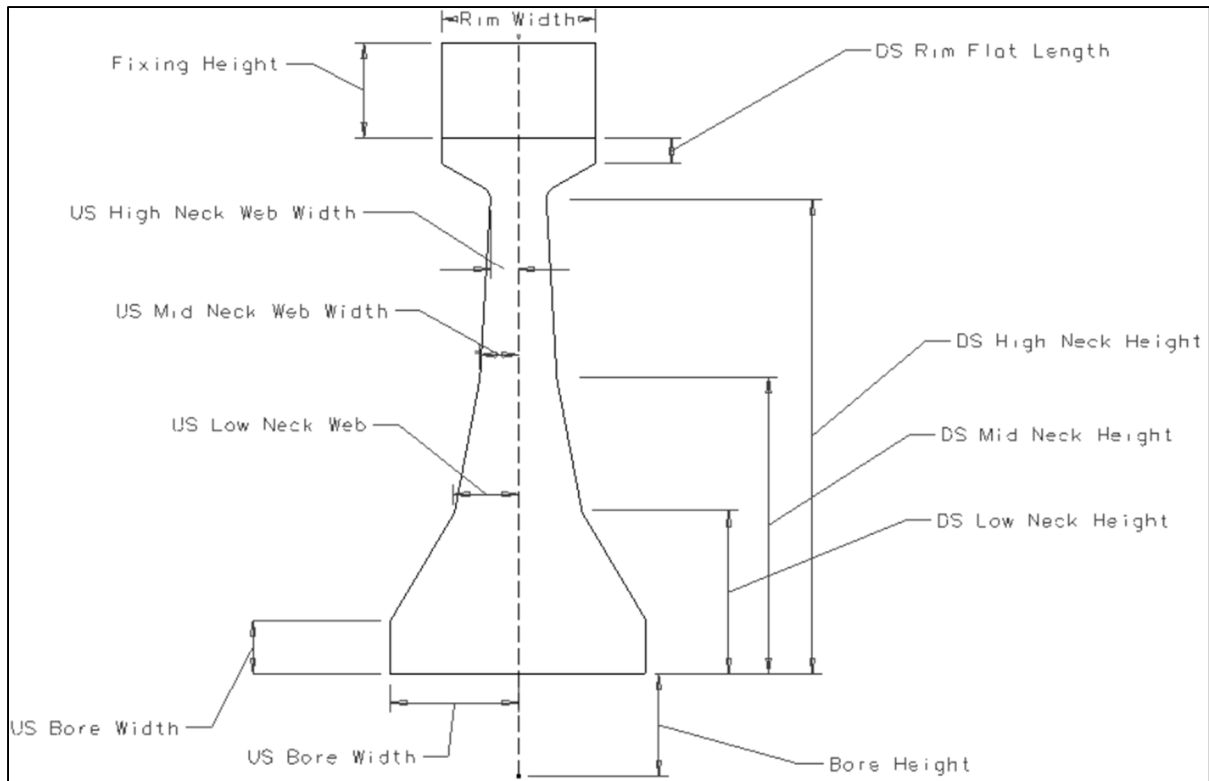 Rim Width
DS Rim Flat Length
Fixing Height
US High Neck Web Width
US Mid Neck Web Width
DS High Neck Height
US Low Neck Web
DS Mid Neck Height
DS Low Neck Height
US Bore Width
US Bore Width
Bore Height